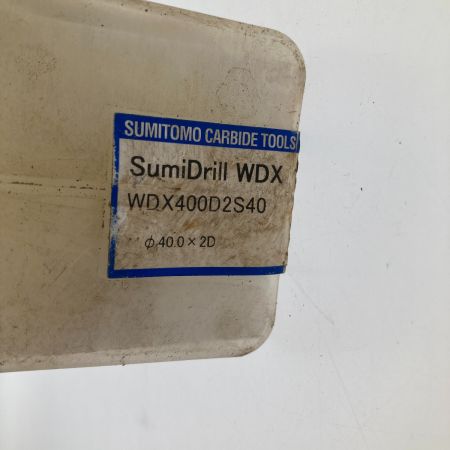 SUMITOMO CARBIDE TOOLS
SumiDrill WDX
WDX400D2S40
φ40.0×2D